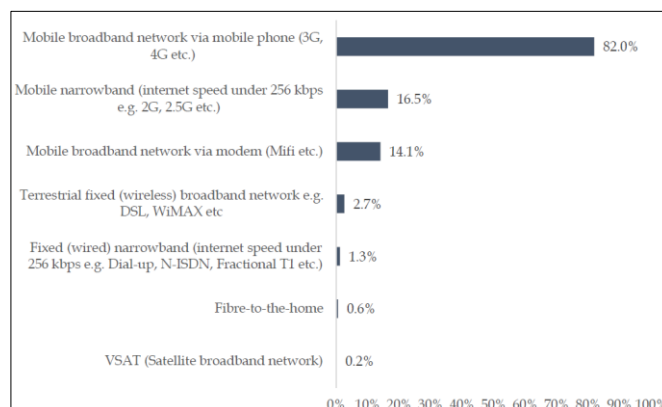 Mobile broadband network via mobile phone (3G,
4G etc.)
82.0%
Mobile narrowband (internet speed under 256 kbps
e.g. 2G, 2.5G etc.)
16.5%
Mobile broadband network via modem (Mifi etc.)
14.1%
Terrestrial fixed (wireless) broadband network e.g.
DSL, WiMAX etc
2.7%
Fixed (wired) narrowband (internet speed under
256 kbps e.g. Dial-up, N-ISDN, Fractional T1 etc.)
1.3%
Fibre-to-the-home
0.6%
VSAT (Satellite broadband network)
0.2%
0% 10% 20% 30% 40% 50% 60% 70% 80% 90% 100%